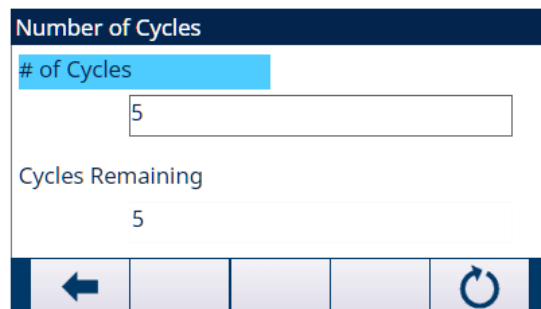 Number of Cycles
# of Cycles
5
Cycles Remaining
5